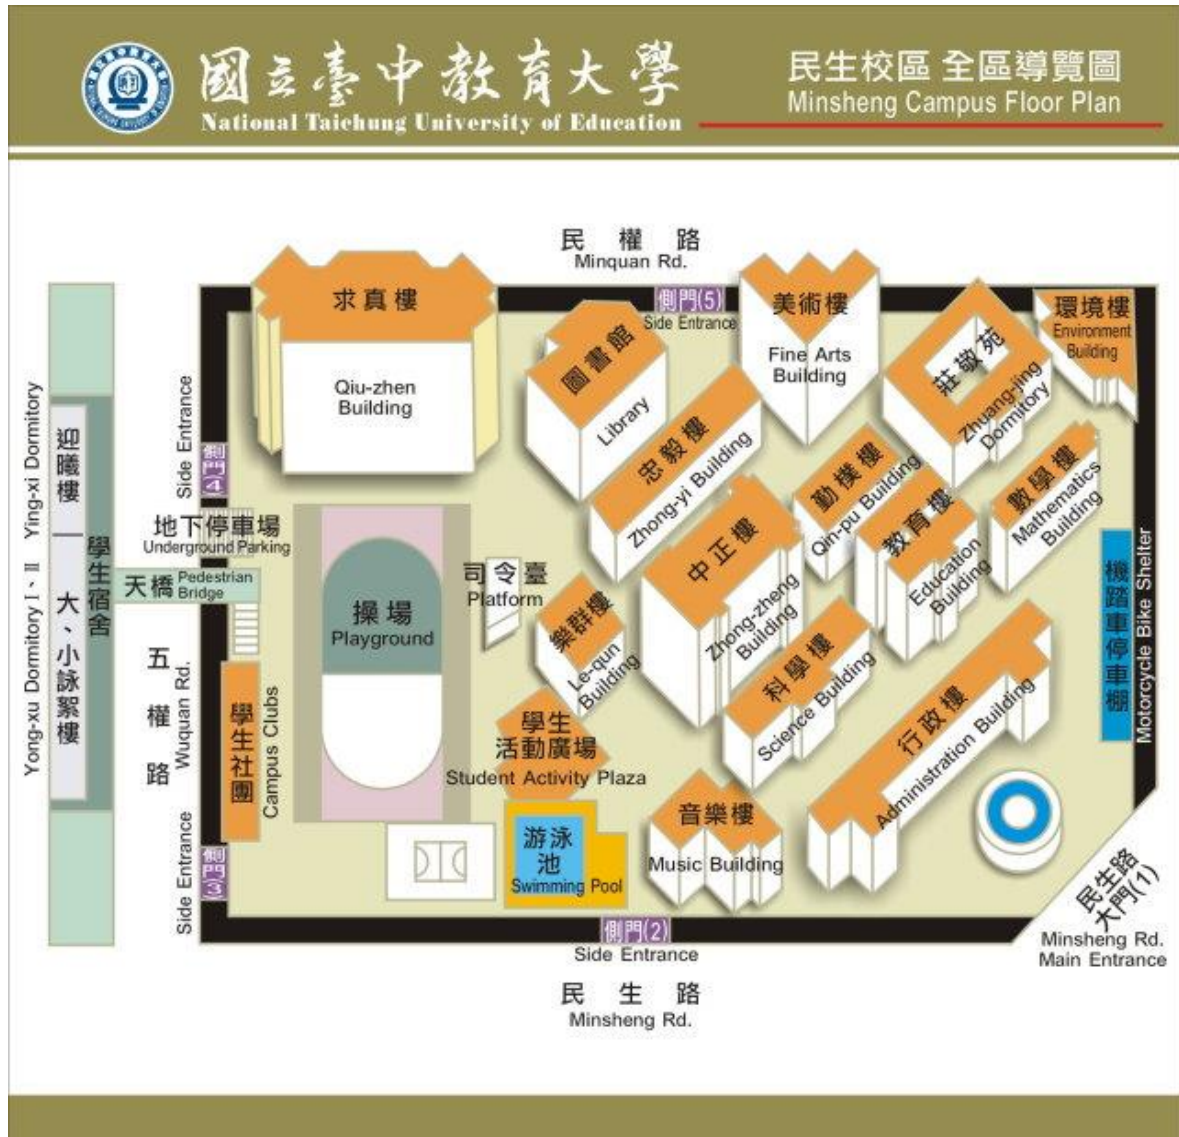 國立臺中教育大學
National Taichung University of Education
民生校區 全區導覽圖
Minsheng Campus Floor Plan
民權路
Minquan Rd.
側門(5)
Side Entrance
求真樓
Qiu-zhen
Building
圖書館
Library
美術樓
Fine Arts
Building
莊敬苑
Zhuang-jing
Dormitory
環境樓
Environment
Building
忠毅樓
Zhong-yi Building
勤樸樓
Qin-pu Building
教育樓
Education
Building
數學樓
Mathematics
Building
中正樓
Zhong-zheng
Building
機踏車停車棚
Motorcycle Bike Shelter
Side Entrance
側門(4)
地下停車場
Underground Parking
天橋
Pedestrian
Bridge
學生宿舍
迎曦樓
Ying-xi Dormitory
大、小詠絮樓
Yong-xu Dormitory I、II
五權路
Wuquan Rd.
學生社團
Campus Clubs
操場
Playground
司令臺
Platform
樂群樓
Le-qun
Building
科學樓
Science Building
行政樓
Administration Building
學生
活動廣場
Student Activity Plaza
游泳
池
Swimming Pool
音樂樓
Music Building
Side Entrance
側門(3)
側門(2)
Side Entrance
民生路
大門(1)
Minsheng Rd.
Main Entrance
民生路
Minsheng Rd.